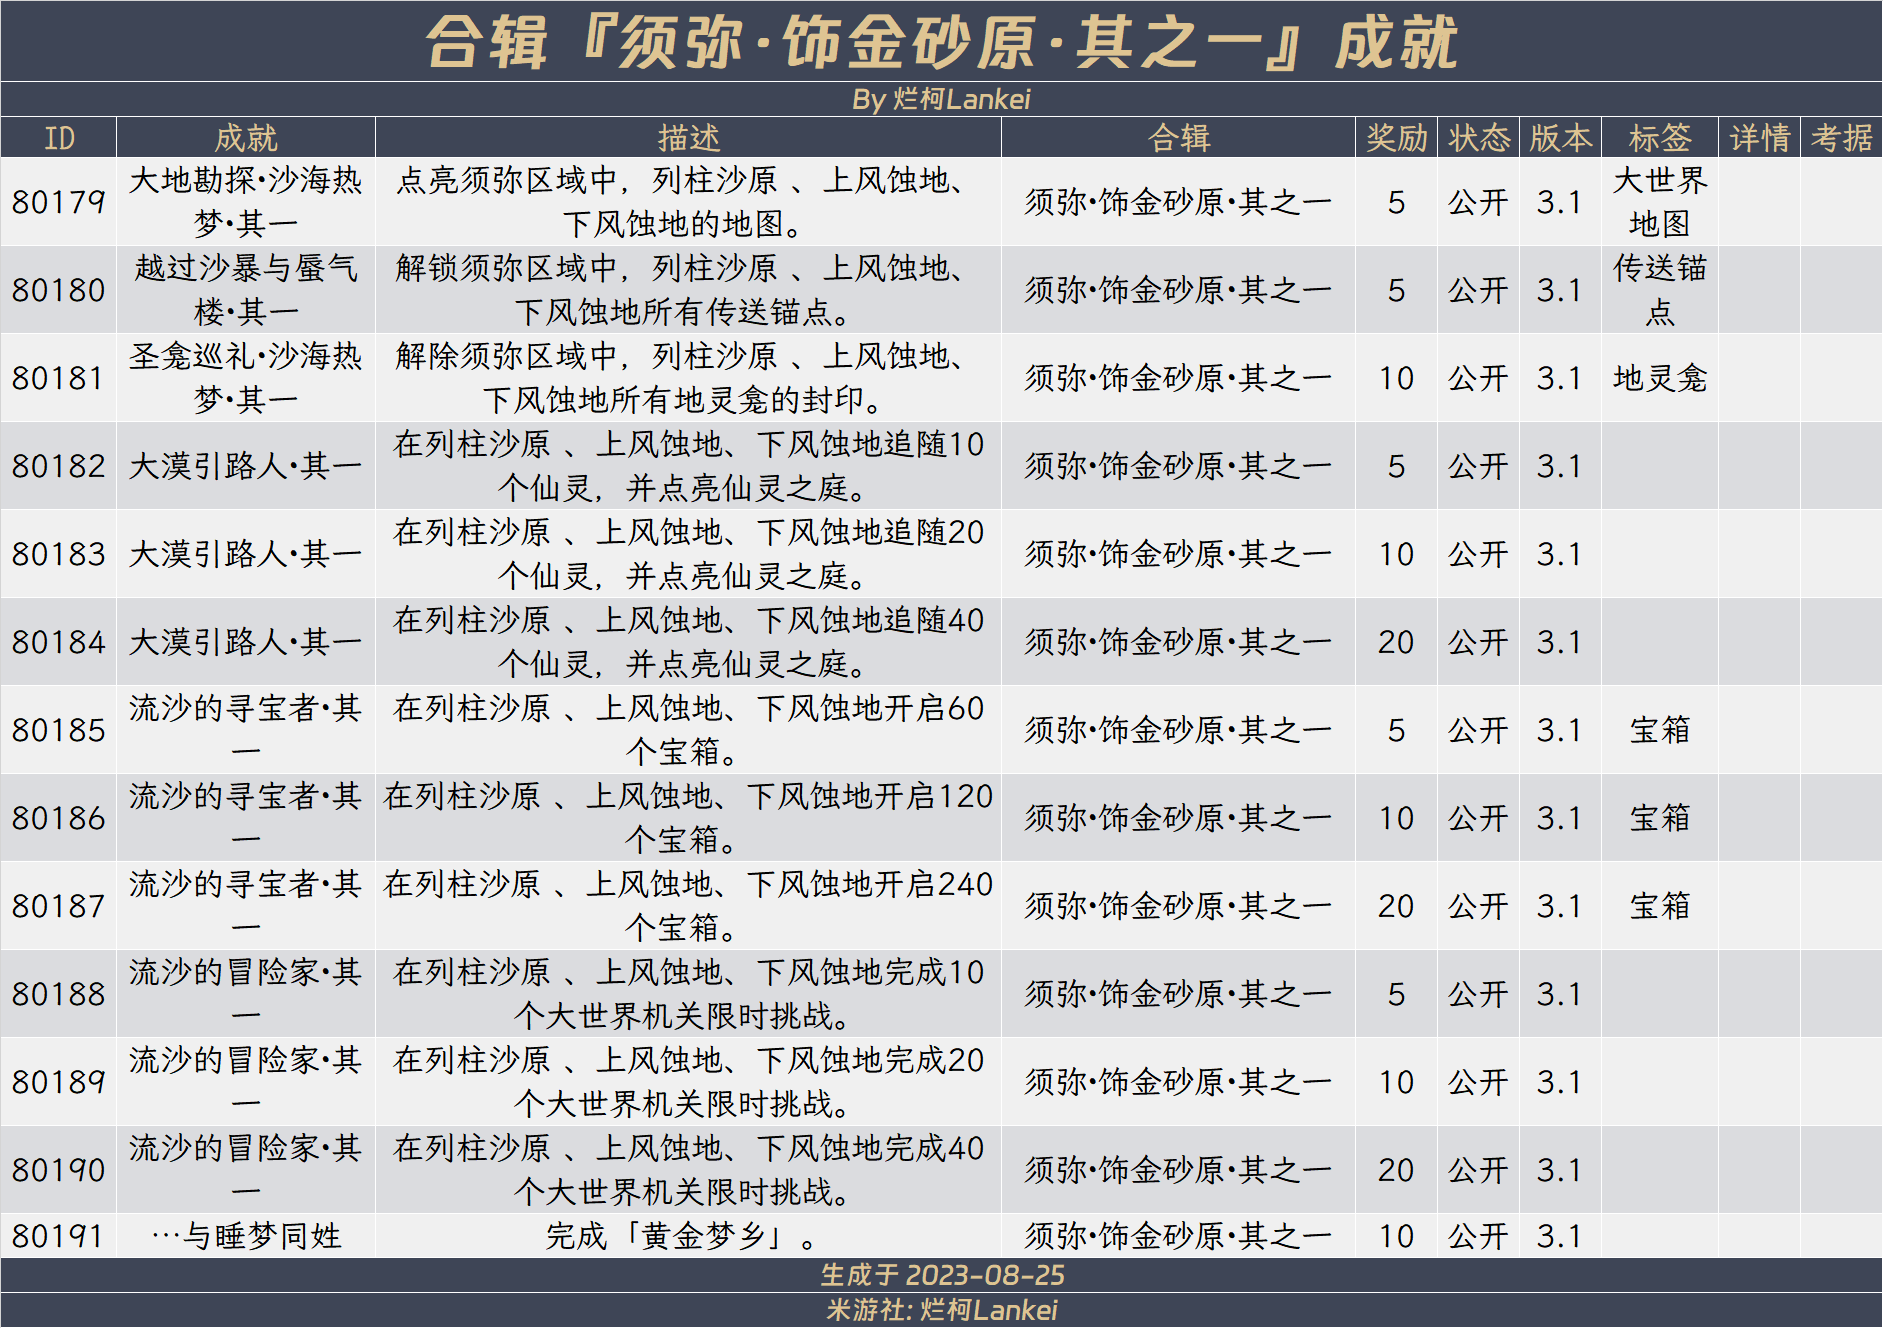 合辑『须弥·饰金砂原·其之一』成就
By 烂柯Lankei
ID 成就 描述 合辑 奖励 状态 版本 标签 详情 考据
80179 大地勘探•沙海热梦•其一 点亮须弥区域中，列柱沙原 、上风蚀地、下风蚀地的地图。 须弥•饰金砂原•其之一 5 公开 3.1 大世界地图
80180 越过沙暴与蜃气楼•其一 解锁须弥区域中，列柱沙原 、上风蚀地、下风蚀地所有传送锚点。 须弥•饰金砂原•其之一 5 公开 3.1 传送锚点
80181 圣龛巡礼•沙海热梦•其一 解除须弥区域中，列柱沙原 、上风蚀地、下风蚀地所有地灵龛的封印。 须弥•饰金砂原•其之一 10 公开 3.1 地灵龛
80182 大漠引路人•其一 在列柱沙原 、上风蚀地、下风蚀地追随10个仙灵，并点亮仙灵之庭。 须弥•饰金砂原•其之一 5 公开 3.1
80183 大漠引路人•其一 在列柱沙原 、上风蚀地、下风蚀地追随20个仙灵，并点亮仙灵之庭。 须弥•饰金砂原•其之一 10 公开 3.1
80184 大漠引路人•其一 在列柱沙原 、上风蚀地、下风蚀地追随40个仙灵，并点亮仙灵之庭。 须弥•饰金砂原•其之一 20 公开 3.1
80185 流沙的寻宝者•其一 在列柱沙原 、上风蚀地、下风蚀地开启60个宝箱。 须弥•饰金砂原•其之一 5 公开 3.1 宝箱
80186 流沙的寻宝者•其一 在列柱沙原 、上风蚀地、下风蚀地开启120个宝箱。 须弥•饰金砂原•其之一 10 公开 3.1 宝箱
80187 流沙的寻宝者•其一 在列柱沙原 、上风蚀地、下风蚀地开启240个宝箱。 须弥•饰金砂原•其之一 20 公开 3.1 宝箱
80188 流沙的冒险家•其一 在列柱沙原 、上风蚀地、下风蚀地完成10个大世界机关限时挑战。 须弥•饰金砂原•其之一 5 公开 3.1
80189 流沙的冒险家•其一 在列柱沙原 、上风蚀地、下风蚀地完成20个大世界机关限时挑战。 须弥•饰金砂原•其之一 10 公开 3.1
80190 流沙的冒险家•其一 在列柱沙原 、上风蚀地、下风蚀地完成40个大世界机关限时挑战。 须弥•饰金砂原•其之一 20 公开 3.1
80191 …与睡梦同姓 完成「黄金梦乡」。 须弥•饰金砂原•其之一 10 公开 3.1
生成于 2023-08-25
米游社: 烂柯Lankei